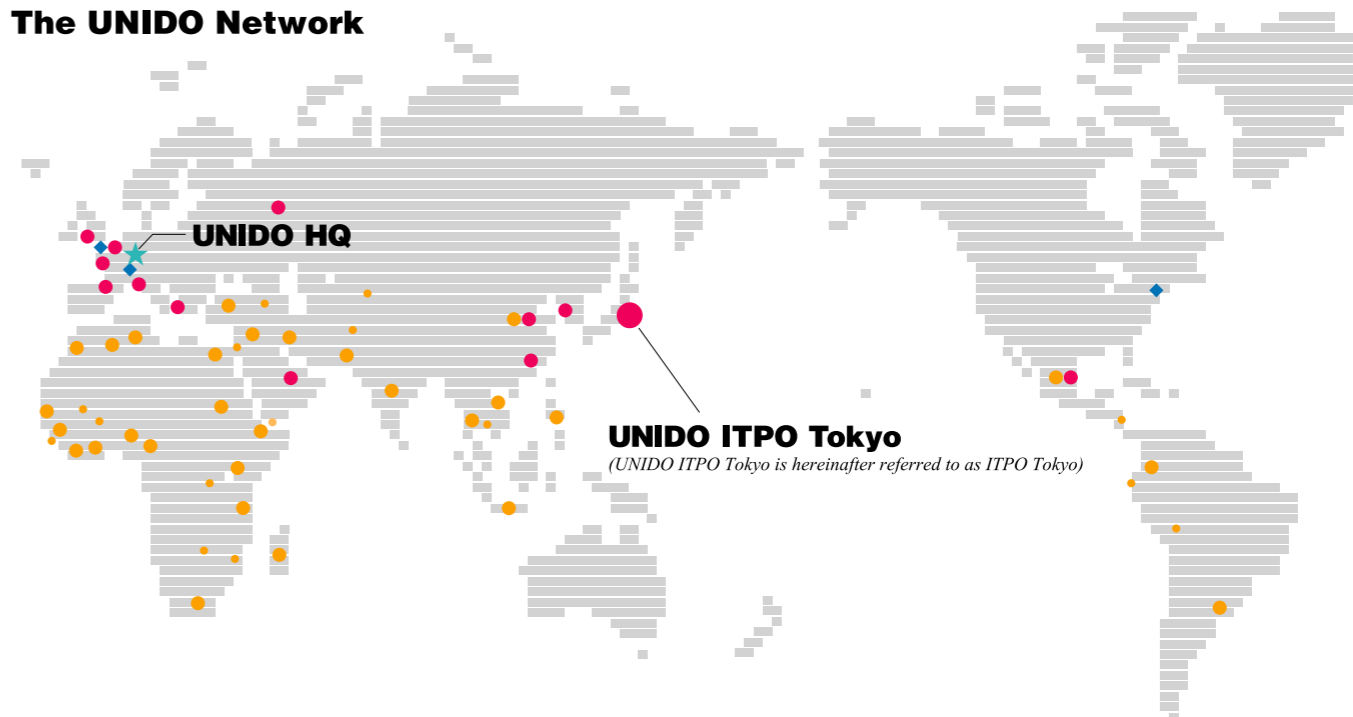 The UNIDO Network
UNIDO HQ
UNIDO ITPO Tokyo
(UNIDO ITPO Tokyo is hereinafter referred to as ITPO Tokyo)